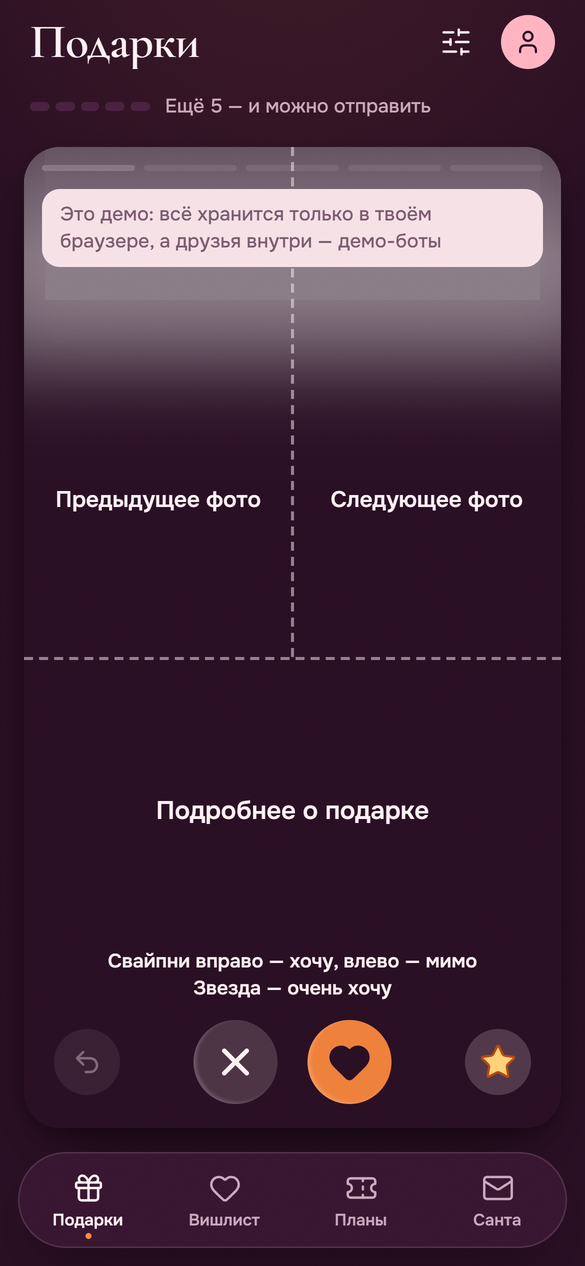 Подарки
Ещё 5 — и можно отправить
Это демо: всё хранится только в твоём
браузере, а друзья внутри — демо-боты
Предыдущее фото
Следующее фото
Подробнее о подарке
Свайпни вправо — хочу, влево — мимо
Звезда — очень хочу
Подарки
Вишлист
Планы
Санта